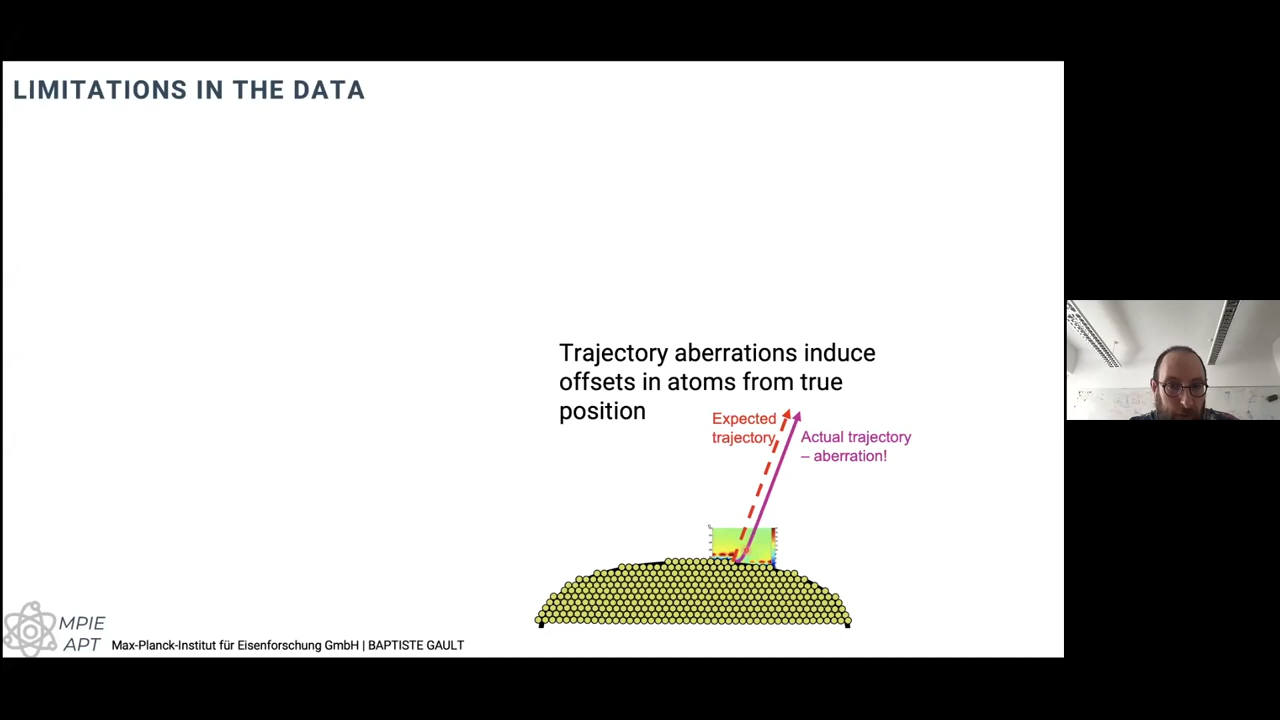 LIMITATIONS IN THE DATA
Trajectory aberrations induce
offsets in atoms from true
position
Expected
trajectory
Actual trajectory
– aberration!
MPIE
APT
Max-Planck-Institut für Eisenforschung GmbH | BAPTISTE GAULT